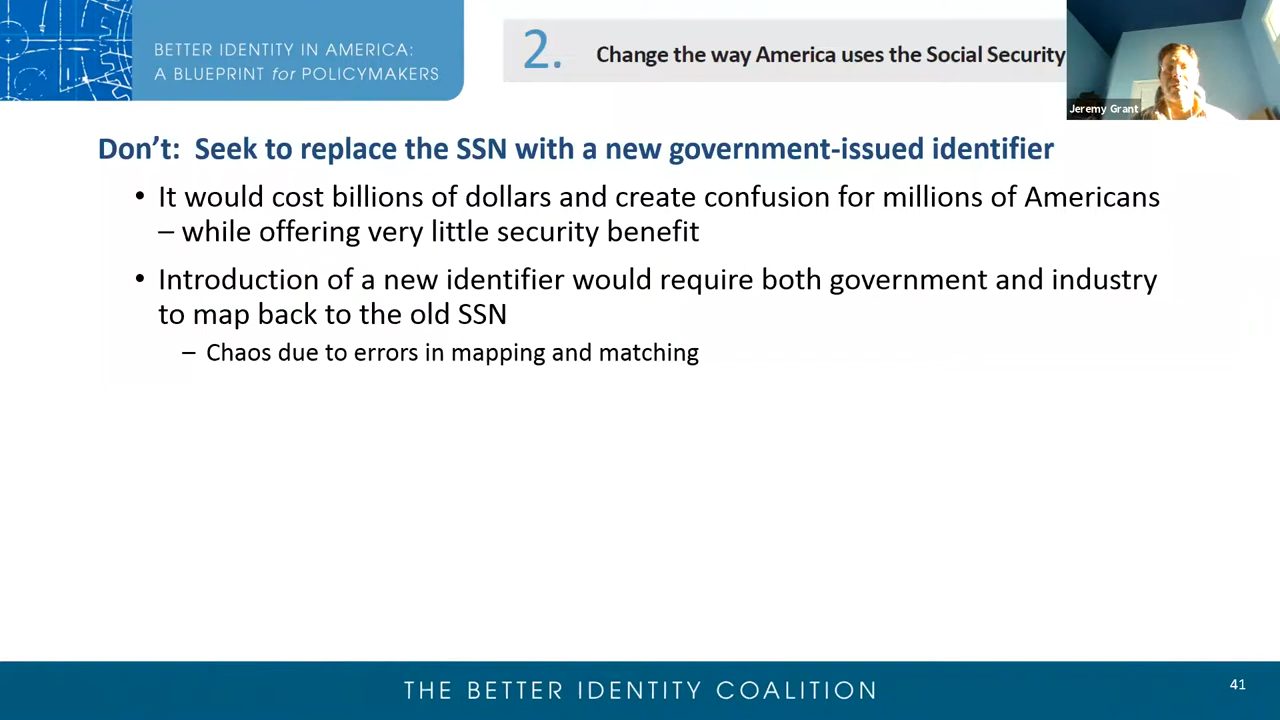 BETTER IDENTITY IN AMERICA:
A BLUEPRINT for POLICYMAKERS
2. Change the way America uses the Social Security
Jeremy Grant
Don't: Seek to replace the SSN with a new government-issued identifier
• It would cost billions of dollars and create confusion for millions of Americans
– while offering very little security benefit
• Introduction of a new identifier would require both government and industry
to map back to the old SSN
– Chaos due to errors in mapping and matching
THE BETTER IDENTITY COALITION
41